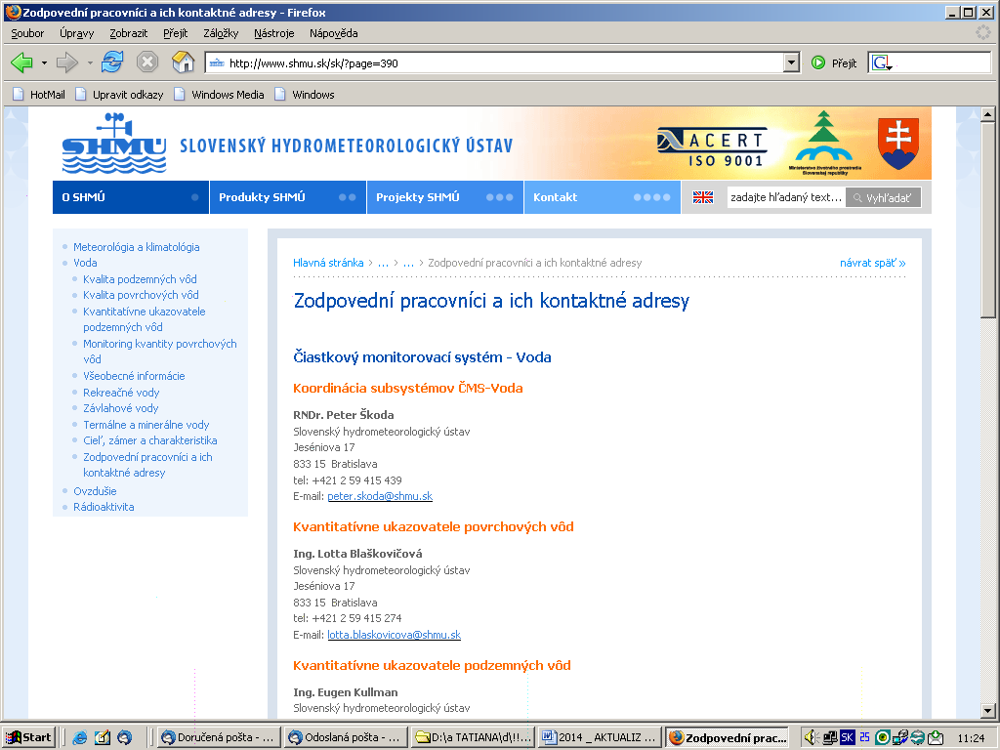 Zodpovední pracovníci a ich kontaktné adresy - Firefox
Soubor Úpravy Zobrazit Přejít Záložky Nástroje Nápověda
http://www.shmu.sk/sk/?page=390
Přejít
G
HotMail Upravit odkazy Windows Media Windows
SHMÚ SLOVENSKÝ HYDROMETEOROLOGICKÝ ÚSTAV
ACERT
ISO 9001
Ministerstvo životného prostredia
Slovenskej republiky
O SHMÚ Produkty SHMÚ Projekty SHMÚ Kontakt zadajte hľadaný text... Vyhľadať
Meteorológia a klimatológia
Voda
Kvalita podzemných vôd
Kvalita povrchových vôd
Kvantitatívne ukazovatele
podzemných vôd
Monitoring kvantity povrchových
vôd
Všeobecné informácie
Rekreačné vody
Závlahové vody
Termálne a minerálne vody
Cieľ, zámer a charakteristika
Zodpovední pracovníci a ich
kontaktné adresy
Ovzdušie
Rádioaktivita
Hlavná stránka > ... > ... > Zodpovední pracovníci a ich kontaktné adresy návrat späť »
Zodpovední pracovníci a ich kontaktné adresy
Čiastkový monitorovací systém - Voda
Koordinácia subsystémov ČMS-Voda
RNDr. Peter Škoda
Slovenský hydrometeorologický ústav
Jeséniova 17
833 15 Bratislava
tel: +421 2 59 415 439
E-mail: peter.skoda@shmu.sk
Kvantitatívne ukazovatele povrchových vôd
Ing. Lotta Blaškovičová
Slovenský hydrometeorologický ústav
Jeséniova 17
833 15 Bratislava
tel: +421 2 59 415 274
E-mail: lotta.blaskovicova@shmu.sk
Kvantitatívne ukazovatele podzemných vôd
Ing. Eugen Kullman
Slovenský hydrometeorologický ústav
Start Doručená pošta - ... Odoslaná pošta - ... D:\a TATIANA\d\!!... 2014 _ AKTUALIZ ... Zodpovední prac... SK 25 11:24